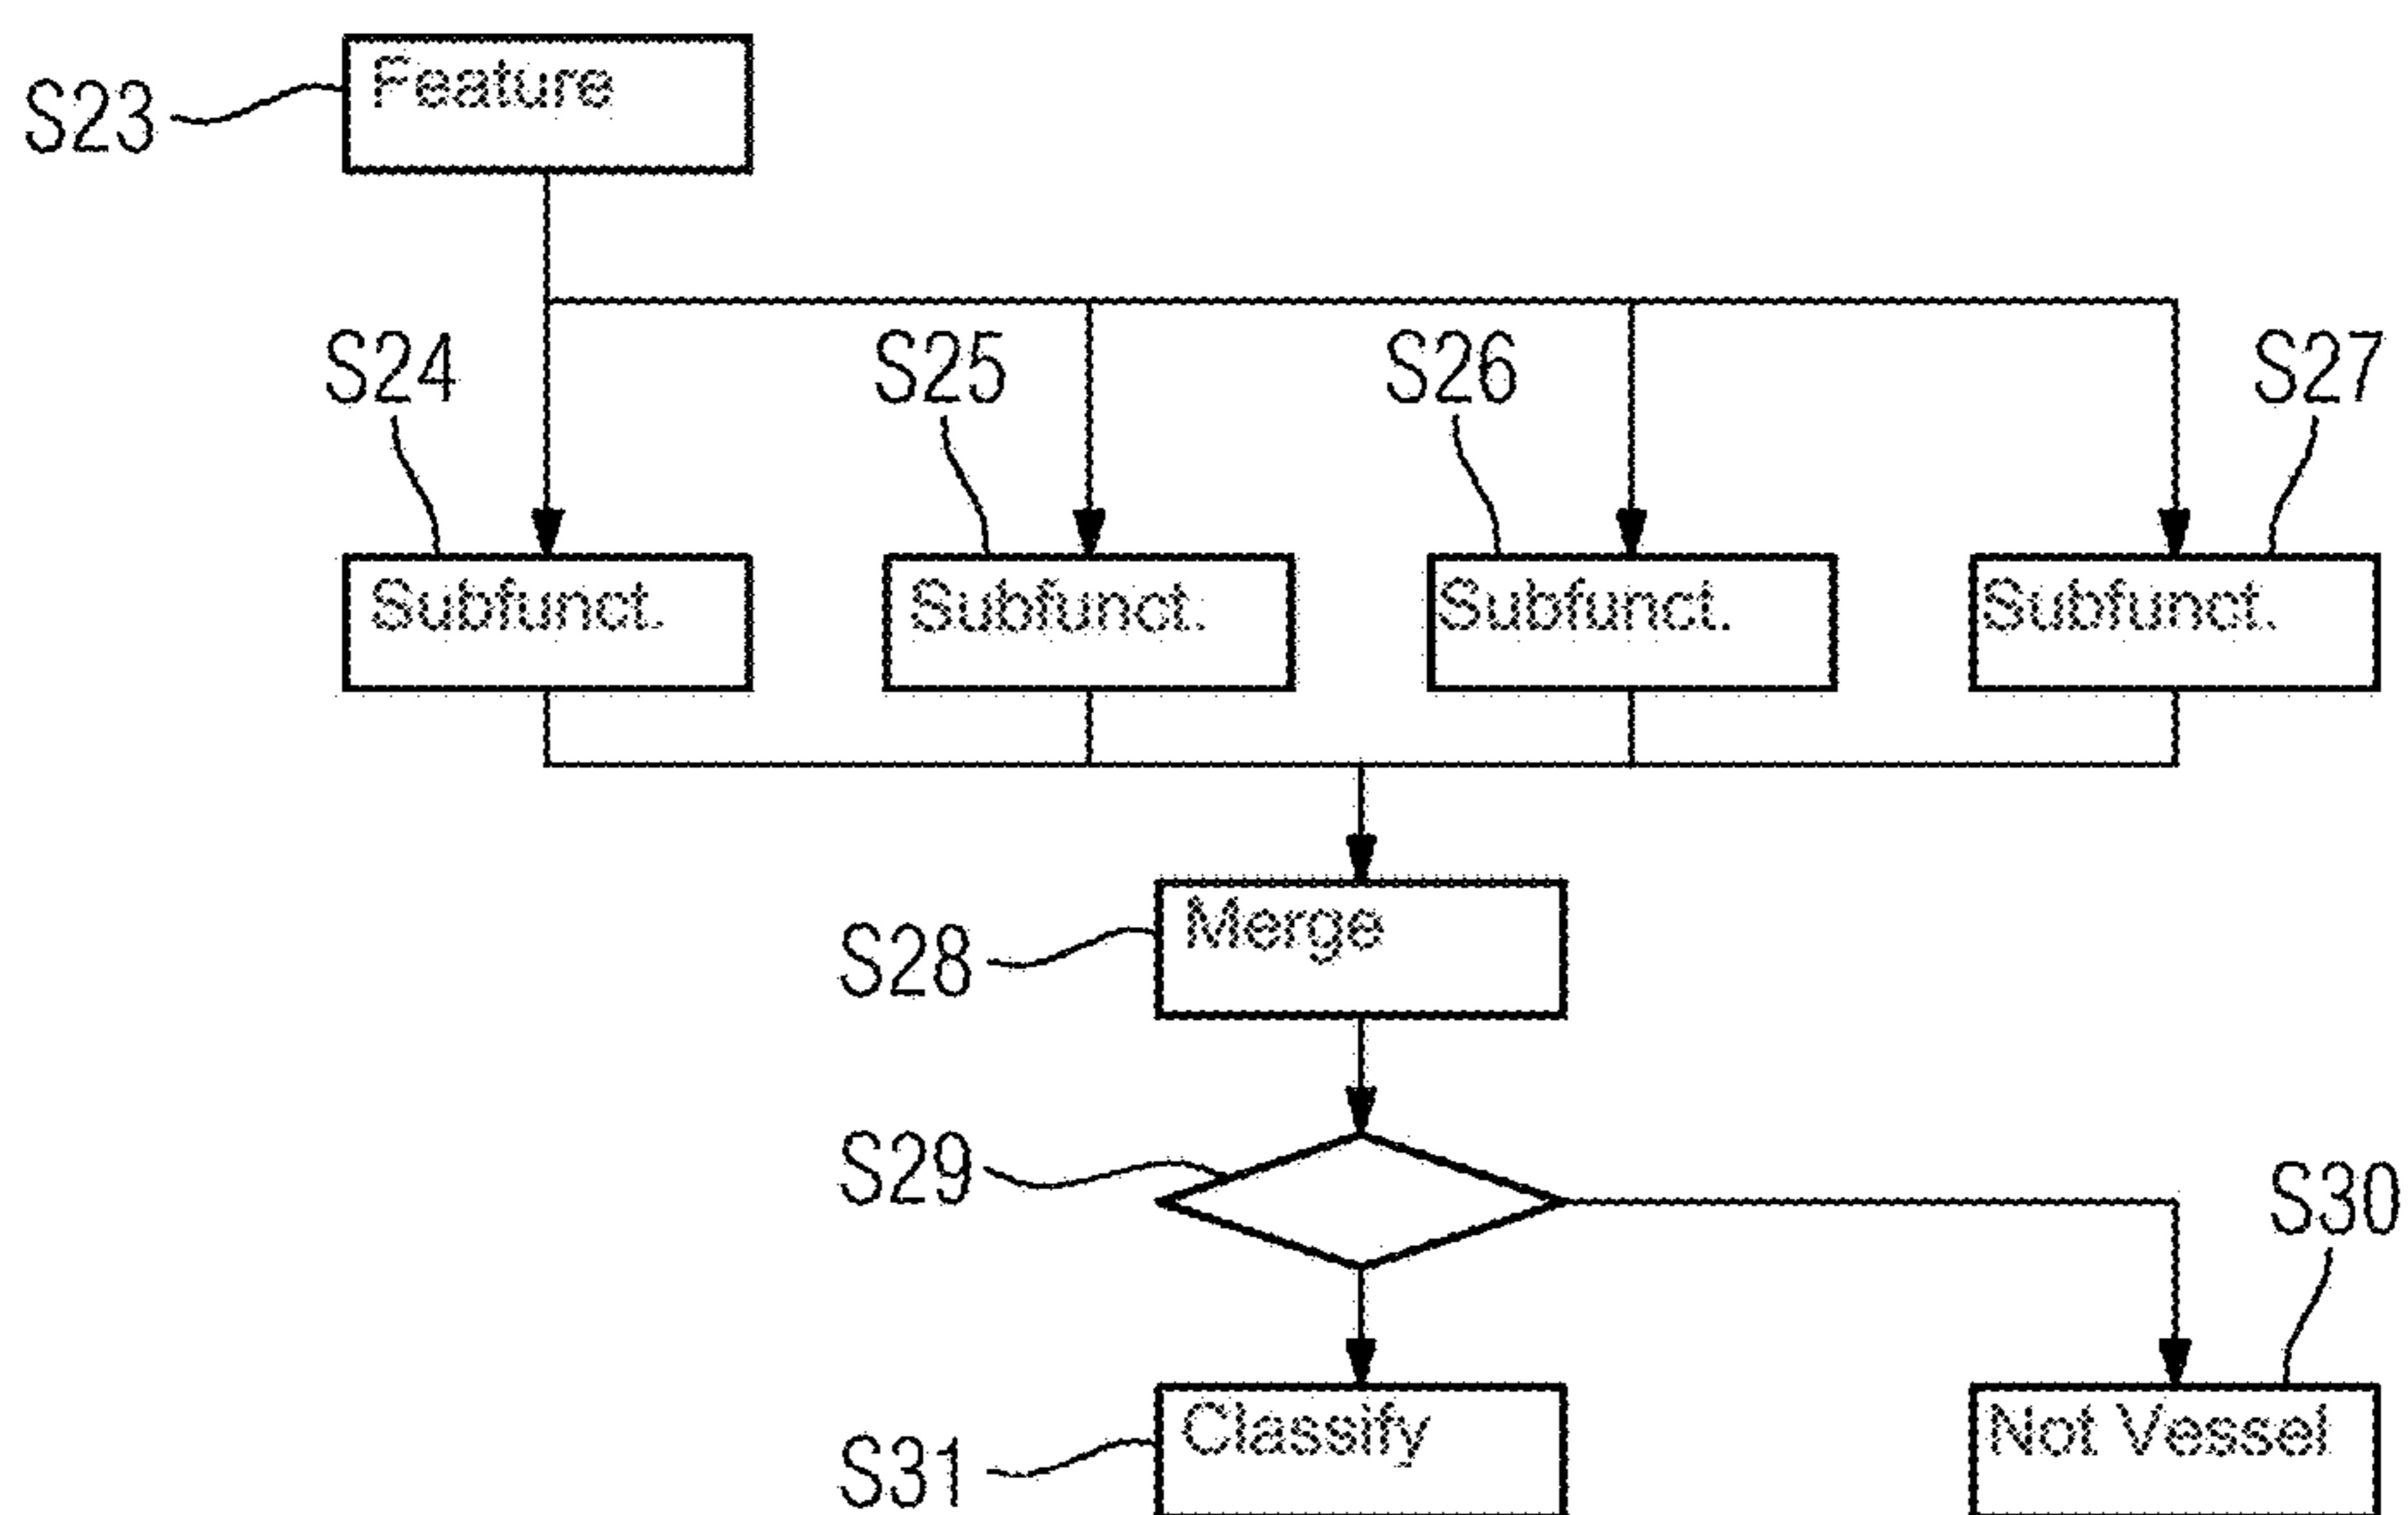 S23
Feature
S24
S25
S26
S27
Subfunct.
Subfunct.
Subfunct.
Subfunct.
S28
Merge
S29
S30
S31
Classify
Not Vessel